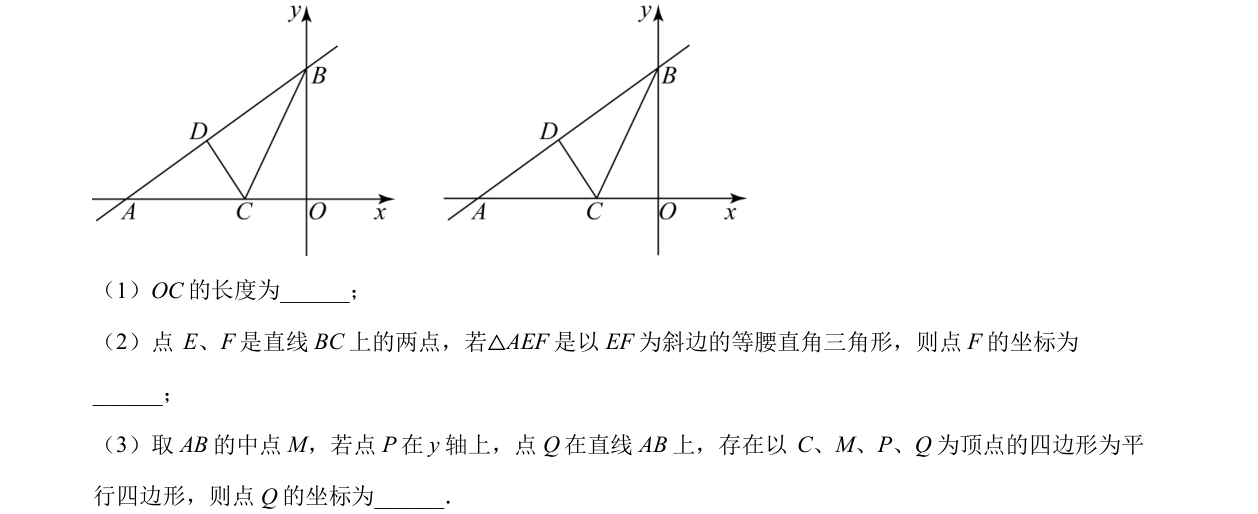 y
B
D
A
C
O
x
y
B
D
A
C
O
x
（1）OC 的长度为______；
（2）点 E、F 是直线 BC 上的两点，若△AEF 是以 EF 为斜边的等腰直角三角形，则点 F 的坐标为
______；
（3）取 AB 的中点 M，若点 P 在 y 轴上，点 Q 在直线 AB 上，存在以 C、M、P、Q 为顶点的四边形为平
行四边形，则点 Q 的坐标为______．